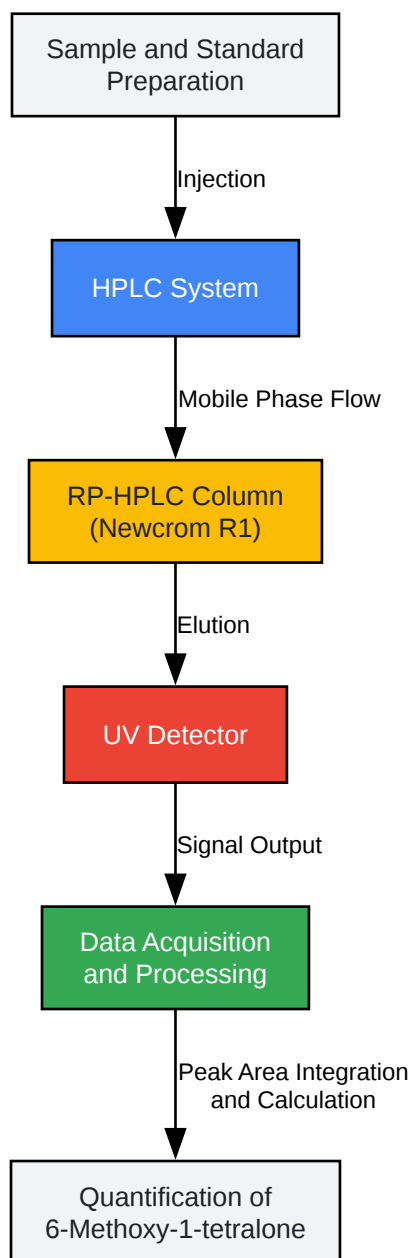 Sample and Standard
Preparation
Injection
HPLC System
Mobile Phase Flow
RP-HPLC Column
(Newcrom R1)
Elution
UV Detector
Signal Output
Data Acquisition
and Processing
Peak Area Integration
and Calculation
Quantification of
6-Methoxy-1-tetralone